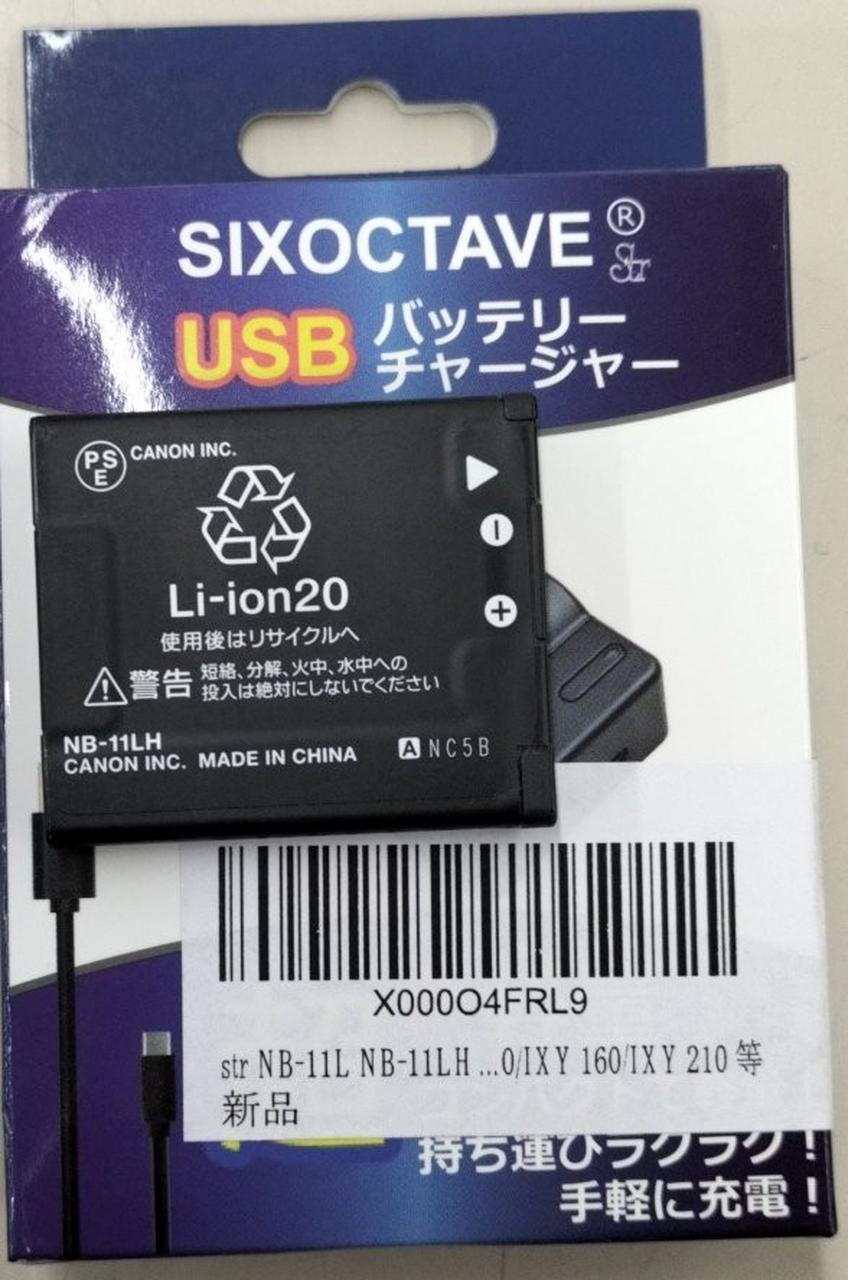 SIXOCTAVE ®
Str
USB バッテリー
チャージャー
PSE CANON INC.
Li-ion20
使用後はリサイクルへ
警告 短絡、分解、火中、水中への
投入は絶対にしないでください
NB-11LH
CANON INC. MADE IN CHINA A NC5B
X000O4FRL9
str NB-11L NB-11LH ...0/IXY 160/IXY 210 等
新品
持ち運びラクラク!
手軽に充電!